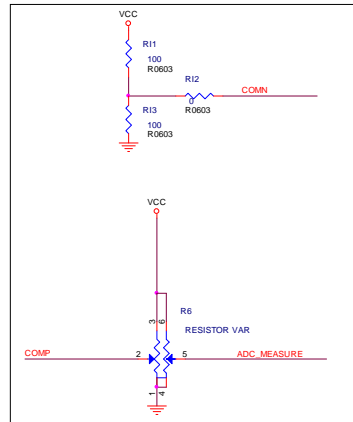 VCC
RI1
100
R0603
RI2
COMN
0
R0603
RI3
100
R0603
VCC
R6
RESISTOR VAR
3
6
COMP
2
5
ADC_MEASURE
1
4